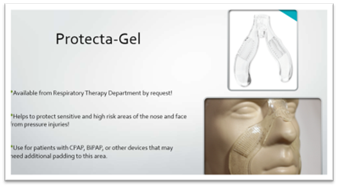 Protecta-Gel
*Available from Respiratory Therapy Department by request!
*Helps to protect sensitive and high risk areas of the nose and face
from pressure injuries!
*Use for patients with CPAP, BiPAP, or other devices that may
need additional padding to this area.